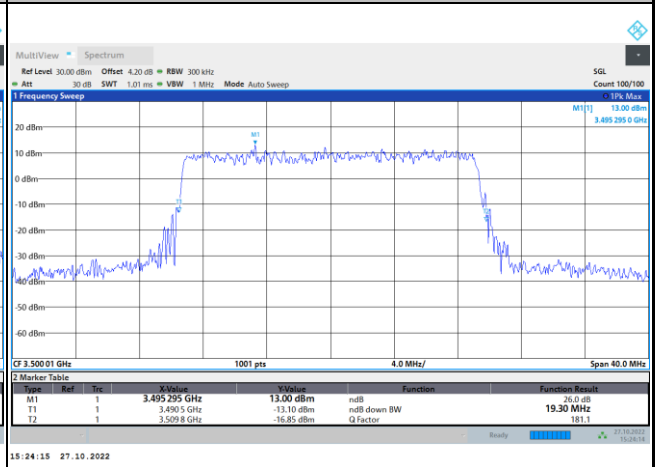 MultiView Spectrum
Ref Level 30.00 dBm Offset 4.20 dB RBW 300 kHz SGL
Att 30 dB SWT 1.01 ms VBW 1 MHz Mode Auto Sweep Count 100/100
1 Frequency Sweep 1Pk Max
M1[1] 13.00 dBm
3.495 295 0 GHz
M1
20 dBm
10 dBm
0 dBm
-10 dBm
T1
-20 dBm
-30 dBm
-40 dBm
-50 dBm
-60 dBm
CF 3.500 01 GHz 1001 pts 4.0 MHz/ Span 40.0 MHz
2 Marker Table
Type Ref Trc X-Value Y-Value Function Function Result
M1 1 3.495 295 GHz 13.00 dBm ndB 26.0 dB
T1 1 3.490 5 GHz -13.10 dBm ndB down BW 19.30 MHz
T2 1 3.509 8 GHz -16.85 dBm Q Factor 181.1
Ready 27.10.2022
15:24:14
15:24:15 27.10.2022